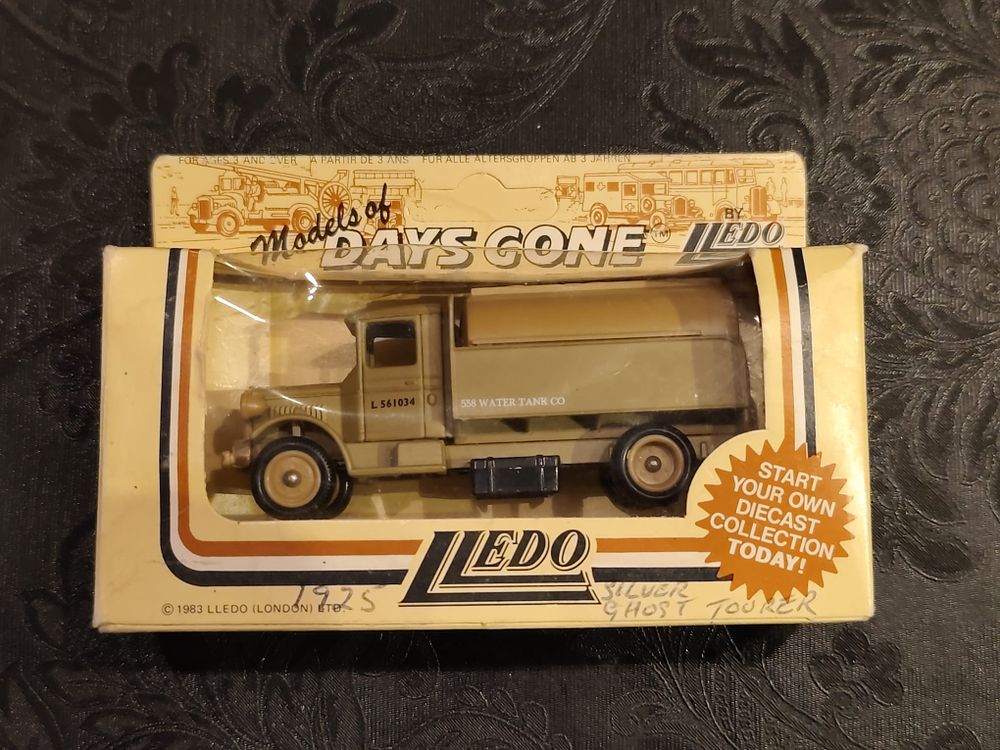 FOR AGES 3 AND OVER A PARTIR DE 3 ANS FÜR ALLE ALTERSGRUPPEN AB 3 JAHREN
Models of
DAYS GONE TM
BY
LLEDO
L 561034
558 WATER TANK CO
START
YOUR OWN
DIECAST
COLLECTION
TODAY!
LLEDO
© 1983 LLEDO (LONDON) LTD.
1925
SILVER
GHOST TOURER